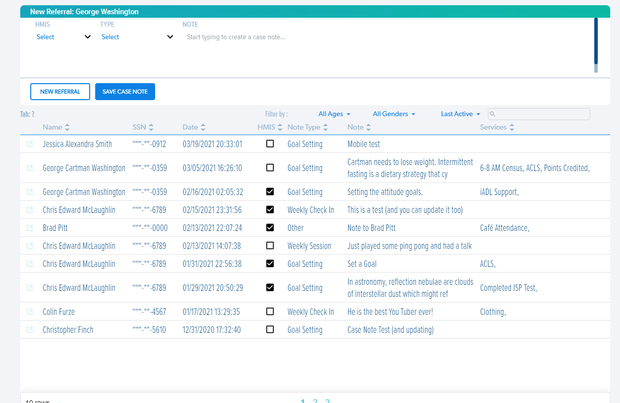 New Referral: George Washington
HMIS TYPE NOTE
Select Select Start typing to create a case note...
NEW REFERRAL SAVE CASE NOTE
Tab: 7 Filter by : All Ages All Genders Last Active
Name SSN Date HMIS Note Type Note Services
Jessica Alexandra Smith ***-**-0912 03/19/2021 20:33:01 Goal Setting Mobile test
George Cartman Washington ***-**-0359 03/05/2021 16:26:10 Goal Setting Cartman needs to lose weight. Intermittent fasting is a dietary strategy that cy 6-8 AM Census, ACLS, Points Credited,
George Cartman Washington ***-**-0359 02/16/2021 02:05:32 Goal Setting Setting the attitude goals. iADL Support,
Chris Edward McLaughlin ***-**-6789 02/15/2021 23:31:56 Weekly Check In This is a test (and you can update it too)
Brad Pitt ***-**-0000 02/13/2021 22:07:24 Other Note to Brad Pitt Café Attendance,
Chris Edward McLaughlin ***-**-6789 02/13/2021 14:07:38 Weekly Session Just played some ping pong and had a talk
Chris Edward McLaughlin ***-**-6789 01/31/2021 22:56:38 Goal Setting Set a Goal ACLS,
Chris Edward McLaughlin ***-**-6789 01/29/2021 20:50:29 Goal Setting In astronomy, reflection nebulae are clouds of interstellar dust which might ref Completed ISP Test,
Colin Furze ***-**-4567 01/17/2021 13:29:35 Weekly Check In He is the best You Tuber ever! Clothing,
Christopher Finch ***-**-5610 12/31/2020 17:32:40 Goal Setting Case Note Test (and updating)
10 rows 1 2 3